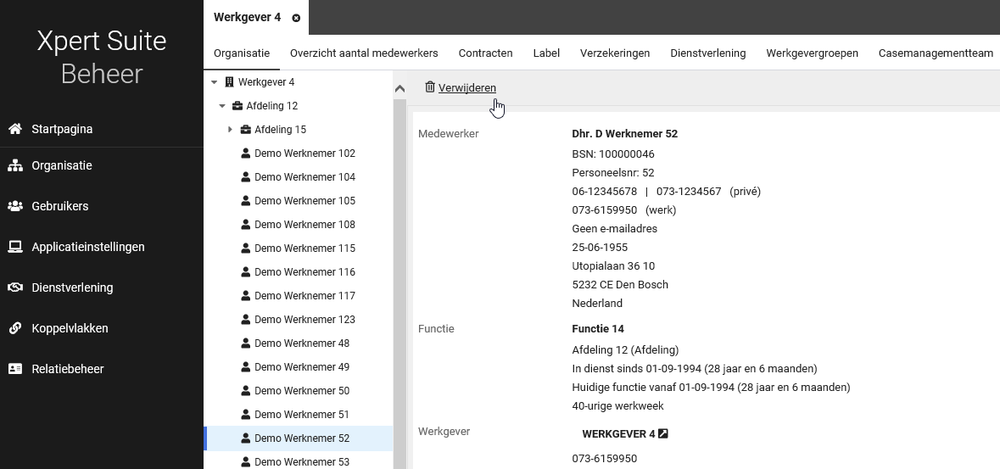 Xpert Suite
Beheer
Startpagina
Organisatie
Gebruikers
Applicatieinstellingen
Dienstverlening
Koppelvlakken
Relatiebeheer
Werkgever 4
Organisatie Overzicht aantal medewerkers Contracten Label Verzekeringen Dienstverlening Werkgevergroepen Casemanagementteam
Werkgever 4
Afdeling 12
Afdeling 15
Demo Werknemer 102
Demo Werknemer 104
Demo Werknemer 105
Demo Werknemer 108
Demo Werknemer 115
Demo Werknemer 116
Demo Werknemer 117
Demo Werknemer 123
Demo Werknemer 48
Demo Werknemer 49
Demo Werknemer 50
Demo Werknemer 51
Demo Werknemer 52
Demo Werknemer 53
Verwijderen
Medewerker Dhr. D Werknemer 52
BSN: 100000046
Personeelsnr: 52
06-12345678 | 073-1234567 (privé)
073-6159950 (werk)
Geen e-mailadres
25-06-1955
Utopialaan 36 10
5232 CE Den Bosch
Nederland
Functie Functie 14
Afdeling 12 (Afdeling)
In dienst sinds 01-09-1994 (28 jaar en 6 maanden)
Huidige functie vanaf 01-09-1994 (28 jaar en 6 maanden)
40-urige werkweek
Werkgever WERKGEVER 4
073-6159950